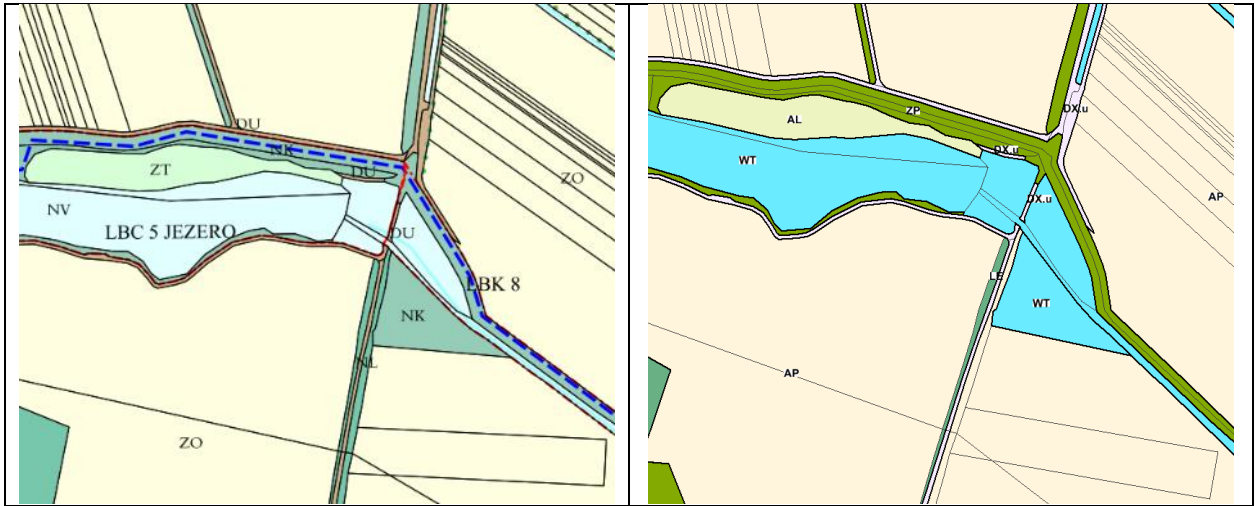 DU
NK
ZT
DU
ZO
NV
LBC 5 JEZERO
DU
LBK 8
NK
NL
ZO
DX.u
ZP
AL
DX.u
WT
DX.u
AP
LE
WT
AP